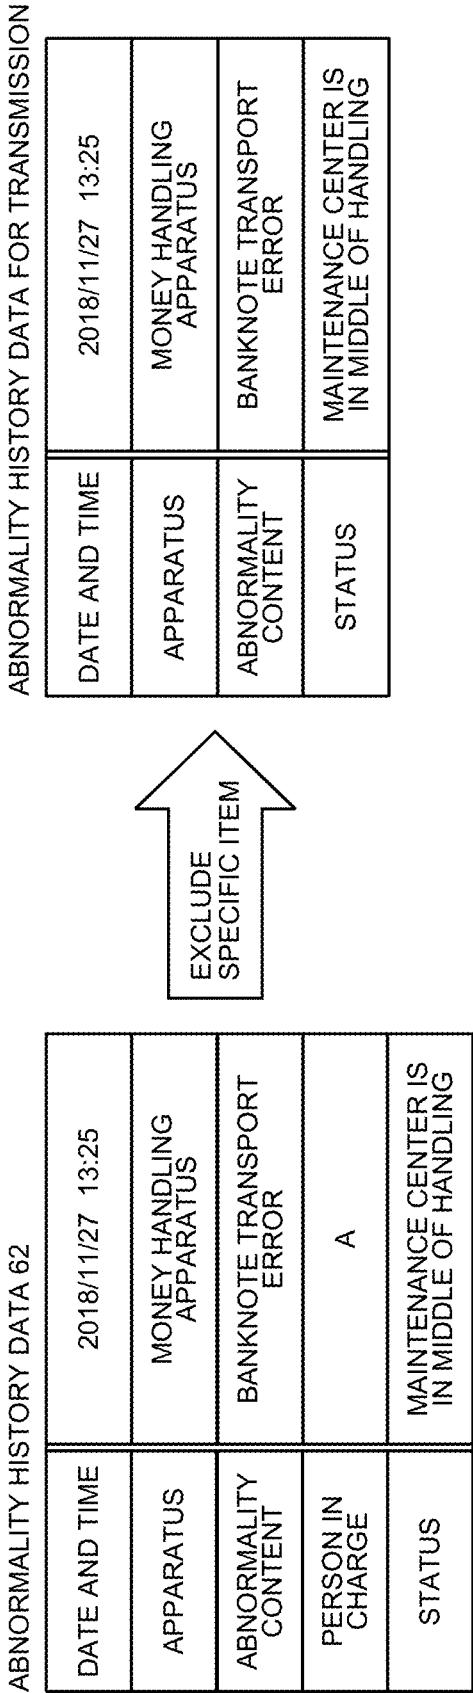 ABNORMALITY HISTORY DATA 62
DATE AND TIME
2018/11/27 13:25
APPARATUS
MONEY HANDLING
APPARATUS
ABNORMALITY
CONTENT
BANKNOTE TRANSPORT
ERROR
PERSON IN
CHARGE
A
STATUS
MAINTENANCE CENTER IS
IN MIDDLE OF HANDLING
EXCLUDE
SPECIFIC ITEM
ABNORMALITY HISTORY DATA FOR TRANSMISSION
DATE AND TIME
2018/11/27 13:25
APPARATUS
MONEY HANDLING
APPARATUS
ABNORMALITY
CONTENT
BANKNOTE TRANSPORT
ERROR
STATUS
MAINTENANCE CENTER IS
IN MIDDLE OF HANDLING